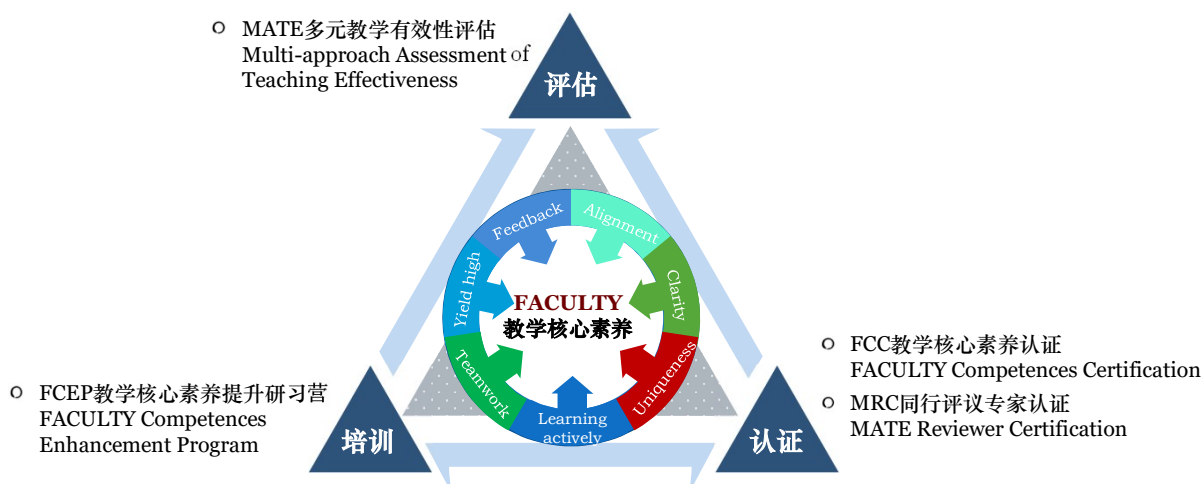 MATE多元教学有效性评估
Multi-approach Assessment of
Teaching Effectiveness
评估
Feedback
Alignment
Yield high
Clarity
FACULTY
教学核心素养
Teamwork
Uniqueness
Learning
actively
FCEP教学核心素养提升研习营
FACULTY Competences
Enhancement Program
培训
认证
FCC教学核心素养认证
FACULTY Competences Certification
MRC同行评议专家认证
MATE Reviewer Certification